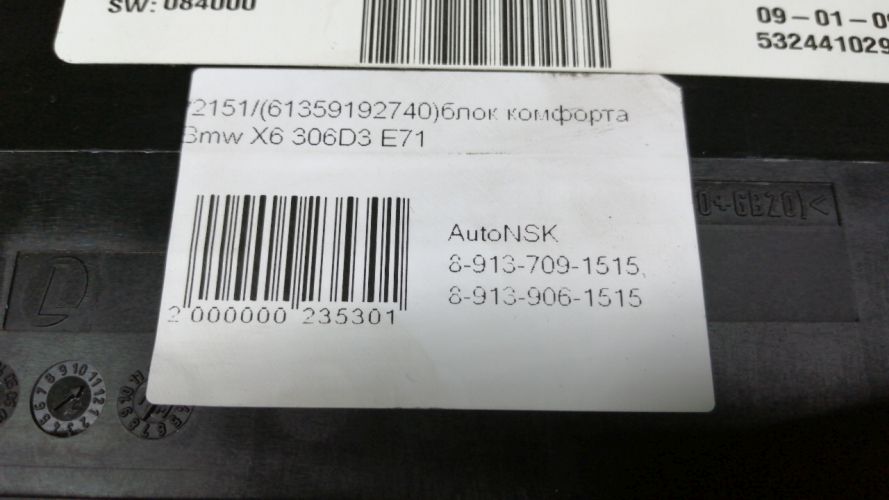 SW: 084000
09-01-0
532441029
2151/(61359192740)блок комфорта
Bmw X6 306D3 E71
AutoNSK
8-913-709-1515,
8-913-906-1515
2 000000 235301